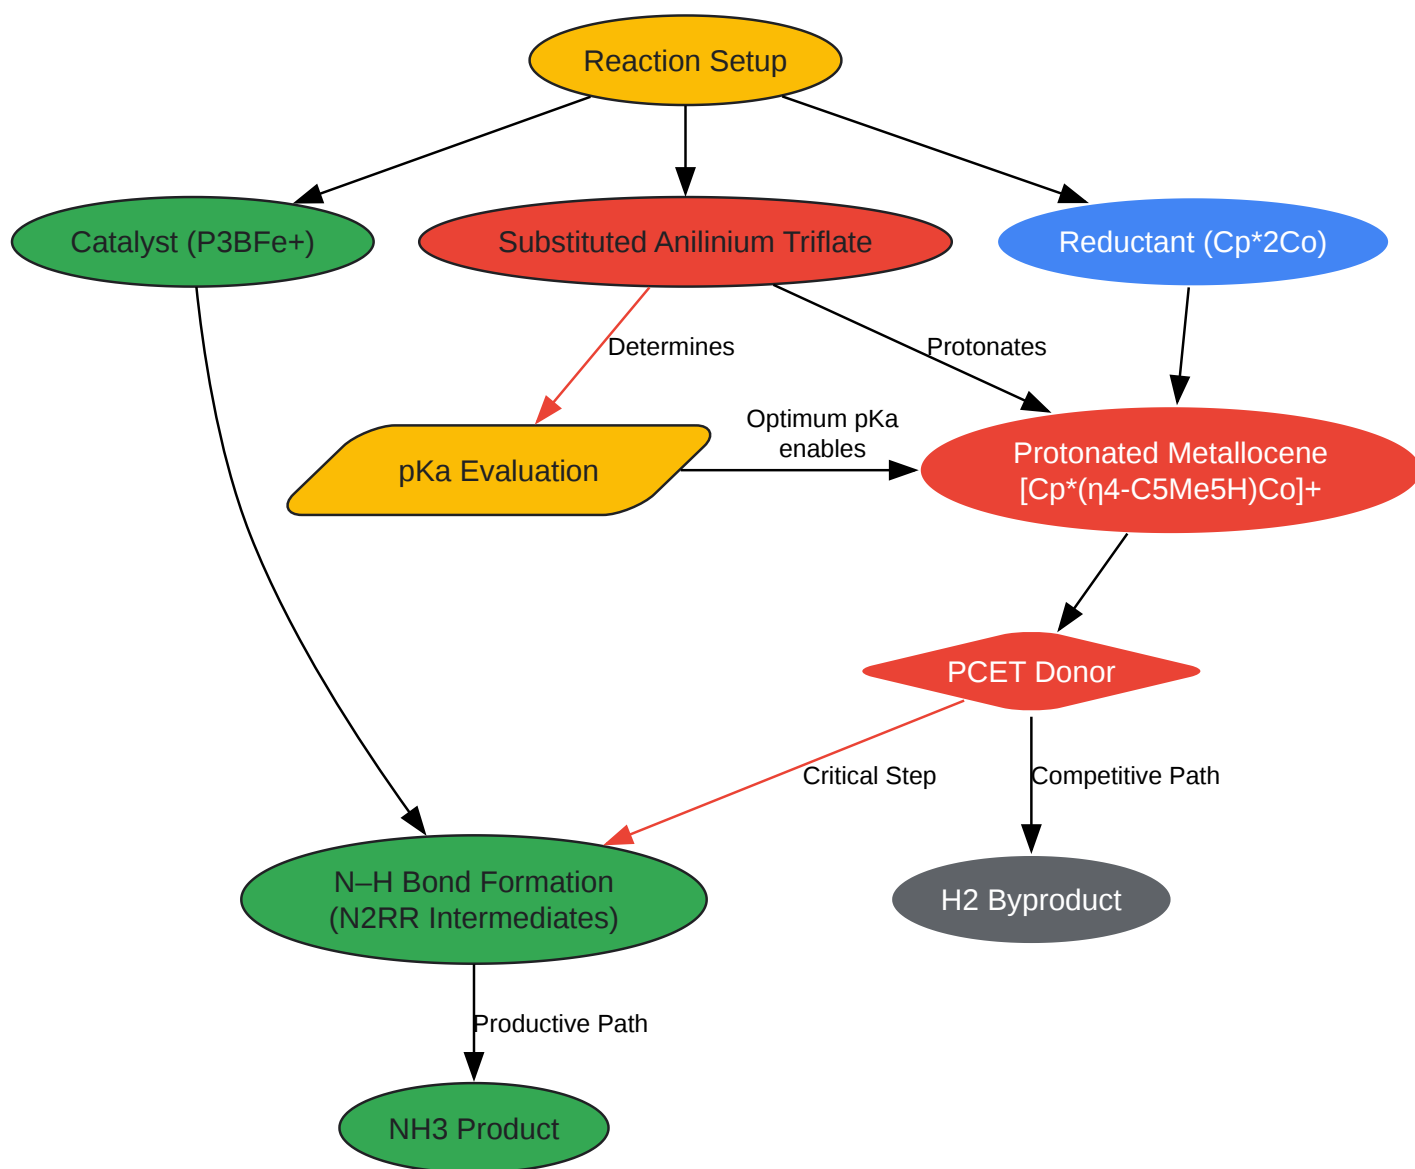 Reaction Setup
Catalyst (P3BFe+)
Substituted Anilinium Triflate
Reductant (Cp*2Co)
Determines
Protonates
Optimum pKa
enables
pKa Evaluation
Protonated Metallocene
[Cp*(η4-C5Me5H)Co]+
PCET Donor
Critical Step
Competitive Path
N–H Bond Formation
(N2RR Intermediates)
H2 Byproduct
Productive Path
NH3 Product